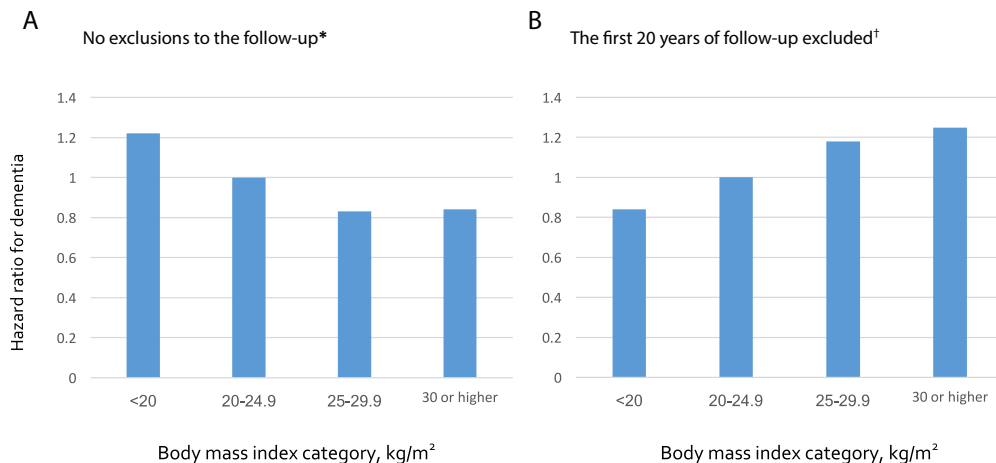 A
No exclusions to the follow-up*
Hazard ratio for dementia
1.4
1.2
1
0.8
0.6
0.4
0.2
0
<20
20-24.9
25-29.9
30 or higher
Body mass index category, kg/m²
B
The first 20 years of follow-up excluded†
1.4
1.2
1
0.8
0.6
0.4
0.2
0
<20
20-24.9
25-29.9
30 or higher
Body mass index category, kg/m²